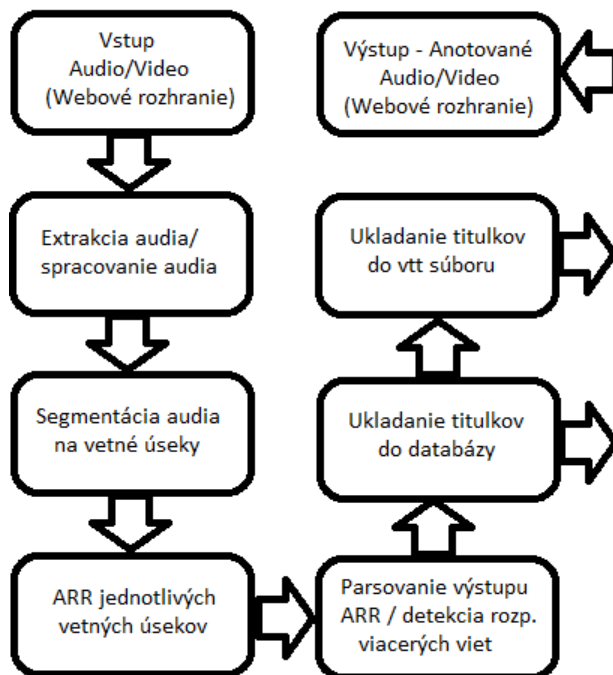 Vstup
Audio/Video
(Webové rozhranie)
Extrakcia audia/
spracovanie audia
Segmentácia audia
na vetné úseky
ARR jednotlivých
vetných úsekov
Parsovanie výstupu
ARR / detekcia rozp.
viacerých viet
Ukladanie titulkov
do databázy
Ukladanie titulkov
do vtt súboru
Výstup - Anotované
Audio/Video
(Webové rozhranie)